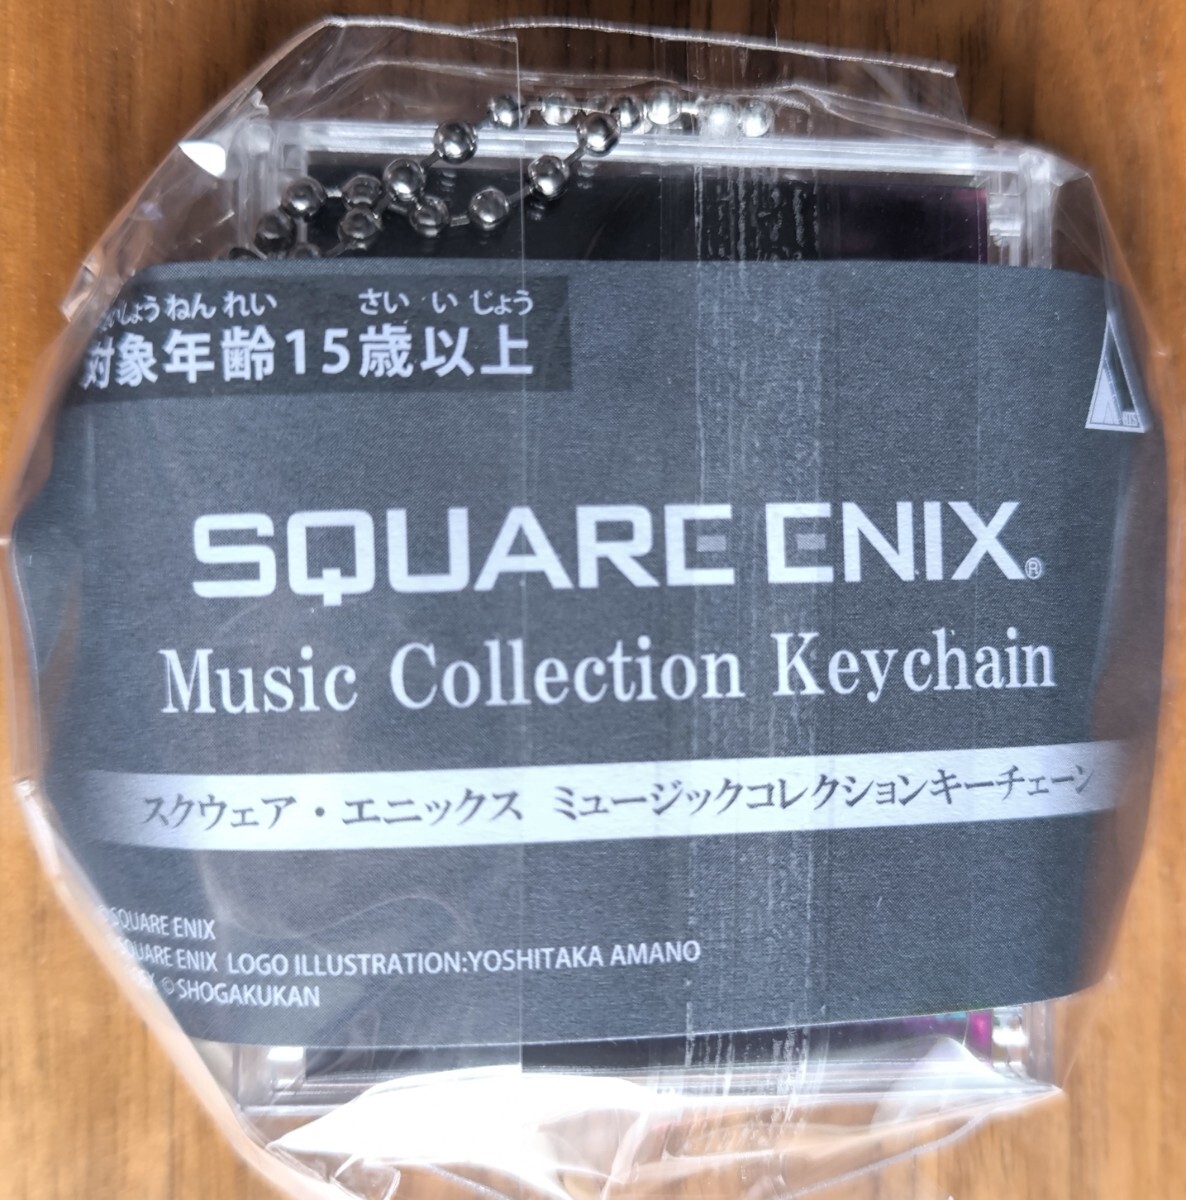 しょう ねん れい さい い じょう
対象年齢15歳以上
SQUARE ENIX®
Music Collection Keychain
スクウェア・エニックス ミュージックコレクションキーチェーン
©SQUARE ENIX
SQUARE ENIX LOGO ILLUSTRATION:YOSHITAKA AMANO
© SHOGAKUKAN